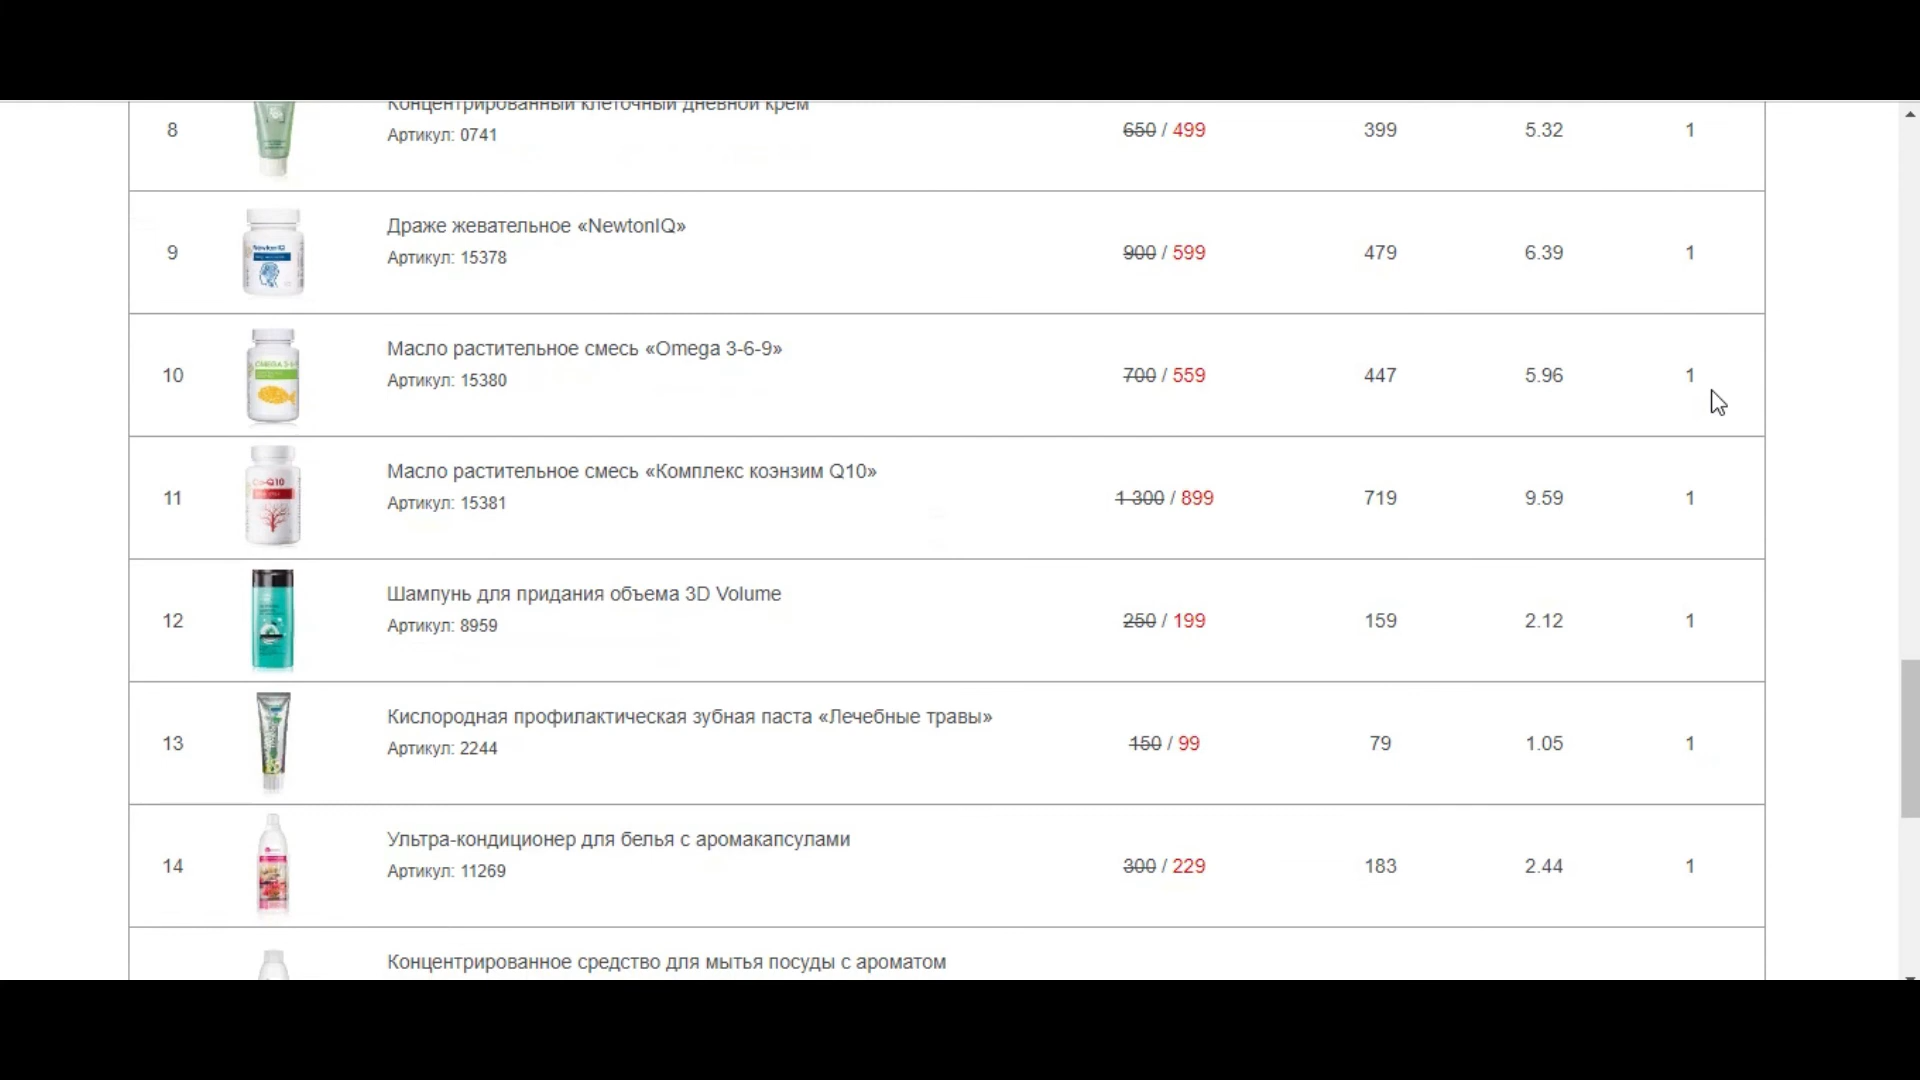 Концентрированный клеточный дневной крем
8
Артикул: 0741
650 / 499
399
5.32
1
Драже жевательное «NewtonIQ»
9
Артикул: 15378
900 / 599
479
6.39
1
Масло растительное смесь «Omega 3-6-9»
10
Артикул: 15380
700 / 559
447
5.96
1
Масло растительное смесь «Комплекс коэнзим Q10»
11
Артикул: 15381
1 300 / 899
719
9.59
1
Шампунь для придания объема 3D Volume
12
Артикул: 8959
250 / 199
159
2.12
1
Кислородная профилактическая зубная паста «Лечебные травы»
13
Артикул: 2244
150 / 99
79
1.05
1
Ультра-кондиционер для белья с аромакапсулами
14
Артикул: 11269
300 / 229
183
2.44
1
Концентрированное средство для мытья посуды с ароматом